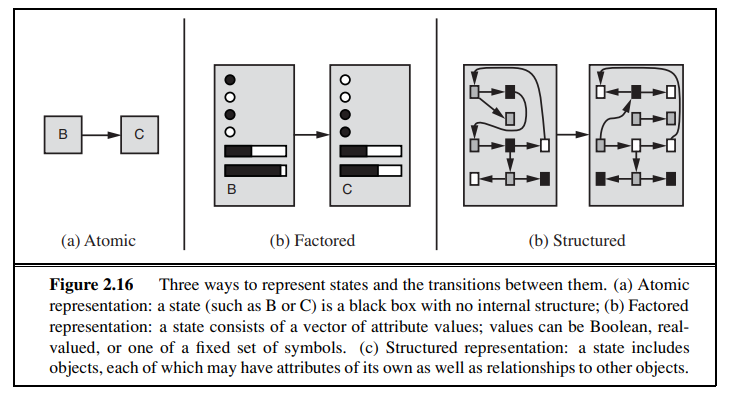 B
C
B
C
(a) Atomic
(b) Factored
(b) Structured
Figure 2.16 Three ways to represent states and the transitions between them. (a) Atomic
representation: a state (such as B or C) is a black box with no internal structure; (b) Factored
representation: a state consists of a vector of attribute values; values can be Boolean, real-
valued, or one of a fixed set of symbols. (c) Structured representation: a state includes
objects, each of which may have attributes of its own as well as relationships to other objects.